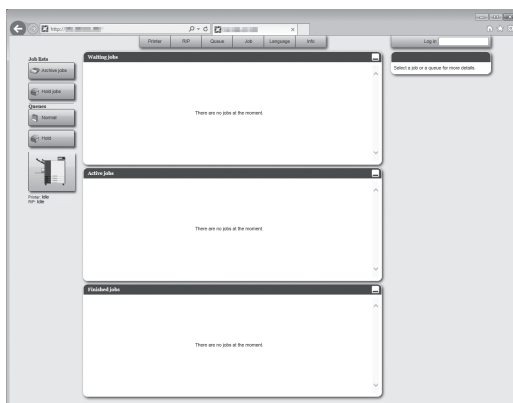 http://
Printer RIP Queue Job Language Info
Log in
Job lists
Archive jobs
Held jobs
Queues
Normal
Hold
Printer: Idle
RIP: Idle
Waiting jobs
There are no jobs at the moment.
Active jobs
There are no jobs at the moment.
Finished jobs
There are no jobs at the moment.
Select a job or a queue for more details.